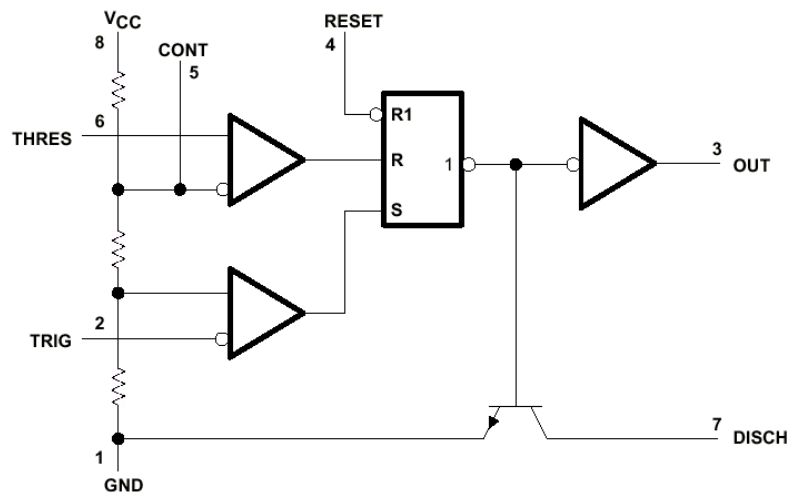 VCC
8
CONT
5
RESET
4
6
THRES
R1
R
1
S
3
OUT
2
TRIG
7
DISCH
1
GND